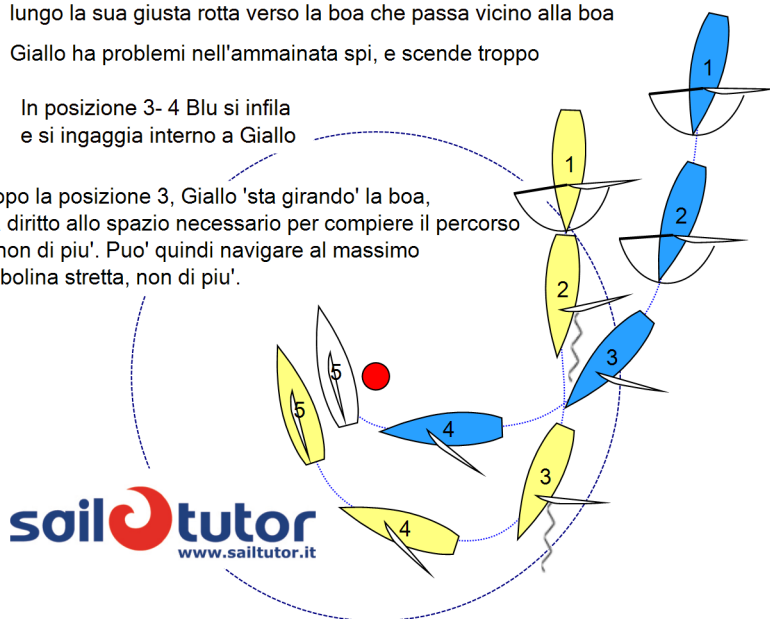 lungo la sua giusta rotta verso la boa che passa vicino alla boa
Giallo ha problemi nell'ammainata spi, e scende troppo
In posizione 3- 4 Blu si infila
e si ingaggia interno a Giallo
opo la posizione 3, Giallo 'sta girando' la boa,
diritto allo spazio necessario per compiere il percorso
non di piu'. Puo' quindi navigare al massimo
bolina stretta, non di piu'.
1
1
2
2
3
5
5
4
3
4
sailtutor
www.sailtutor.it